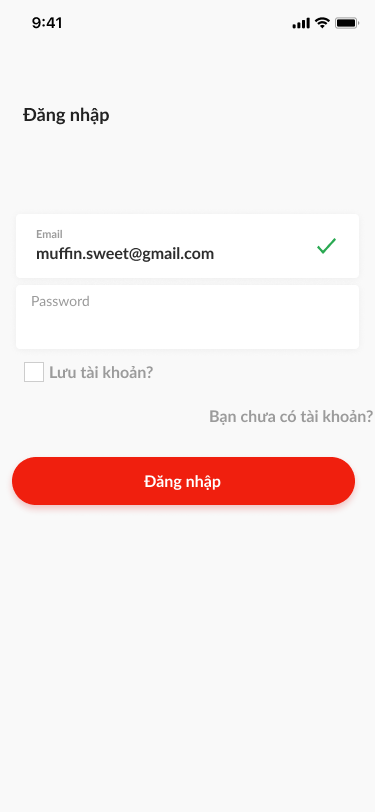 9:41
Đăng nhập
Email
muffin.sweet@gmail.com
Password
Lưu tài khoản?
Bạn chưa có tài khoản?
Đăng nhập